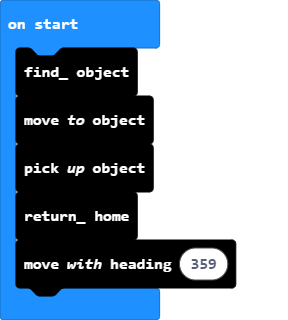 on start
find_ object
move to object
pick up object
return_ home
move with heading 359